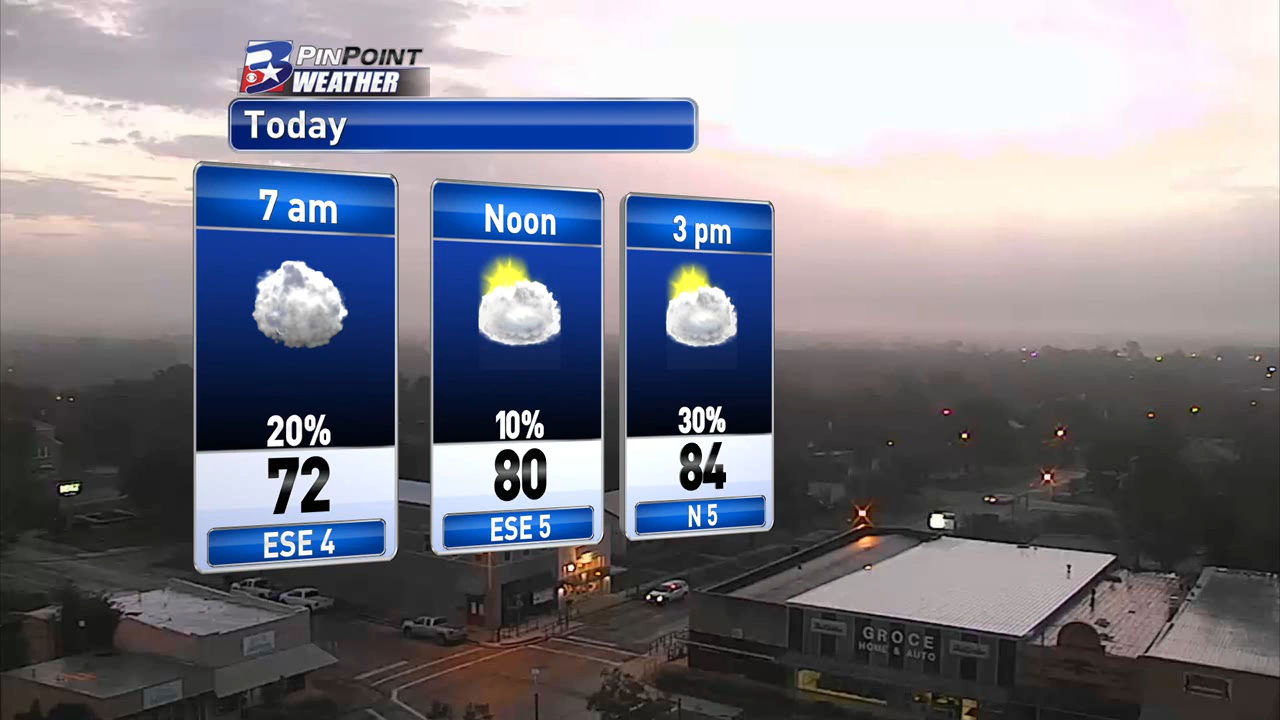 3 PINPOINT
WEATHER
Today
7 am
20%
72
ESE 4
Noon
10%
80
ESE 5
3 pm
30%
84
N 5
GROCE
HOME & AUTO